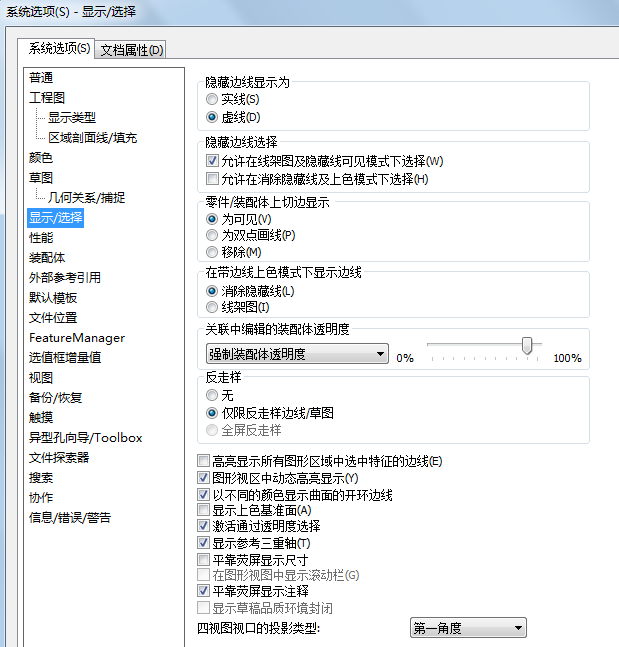 系统选项(S) - 显示/选择
系统选项(S) 文档属性(D)
普通
工程图
显示类型
区域剖面线/填充
颜色
草图
几何关系/捕捉
显示/选择
性能
装配体
外部参考引用
默认模板
文件位置
FeatureManager
选值框增量值
视图
备份/恢复
触摸
异型孔向导/Toolbox
文件探索器
搜索
协作
信息/错误/警告
隐藏边线显示为
实线(S)
虚线(D)
隐藏边线选择
允许在线架图及隐藏线可见模式下选择(W)
允许在消除隐藏线及上色模式下选择(H)
零件/装配体上切边显示
为可见(V)
为双点画线(P)
移除(M)
在带边线上色模式下显示边线
消除隐藏线(L)
线架图(I)
关联中编辑的装配体透明度
强制装配体透明度 0% 100%
反走样
无
仅限反走样边线/草图
全屏反走样
高亮显示所有图形区域中选中特征的边线(E)
图形视区中动态高亮显示(Y)
以不同的颜色显示曲面的开环边线
显示上色基准面(A)
激活通过透明度选择
显示参考三重轴(T)
平靠荧屏显示尺寸
在图形视图中显示滚动栏(G)
平靠荧屏显示注释
显示草稿品质环境封闭
四视图视口的投影类型: 第一角度